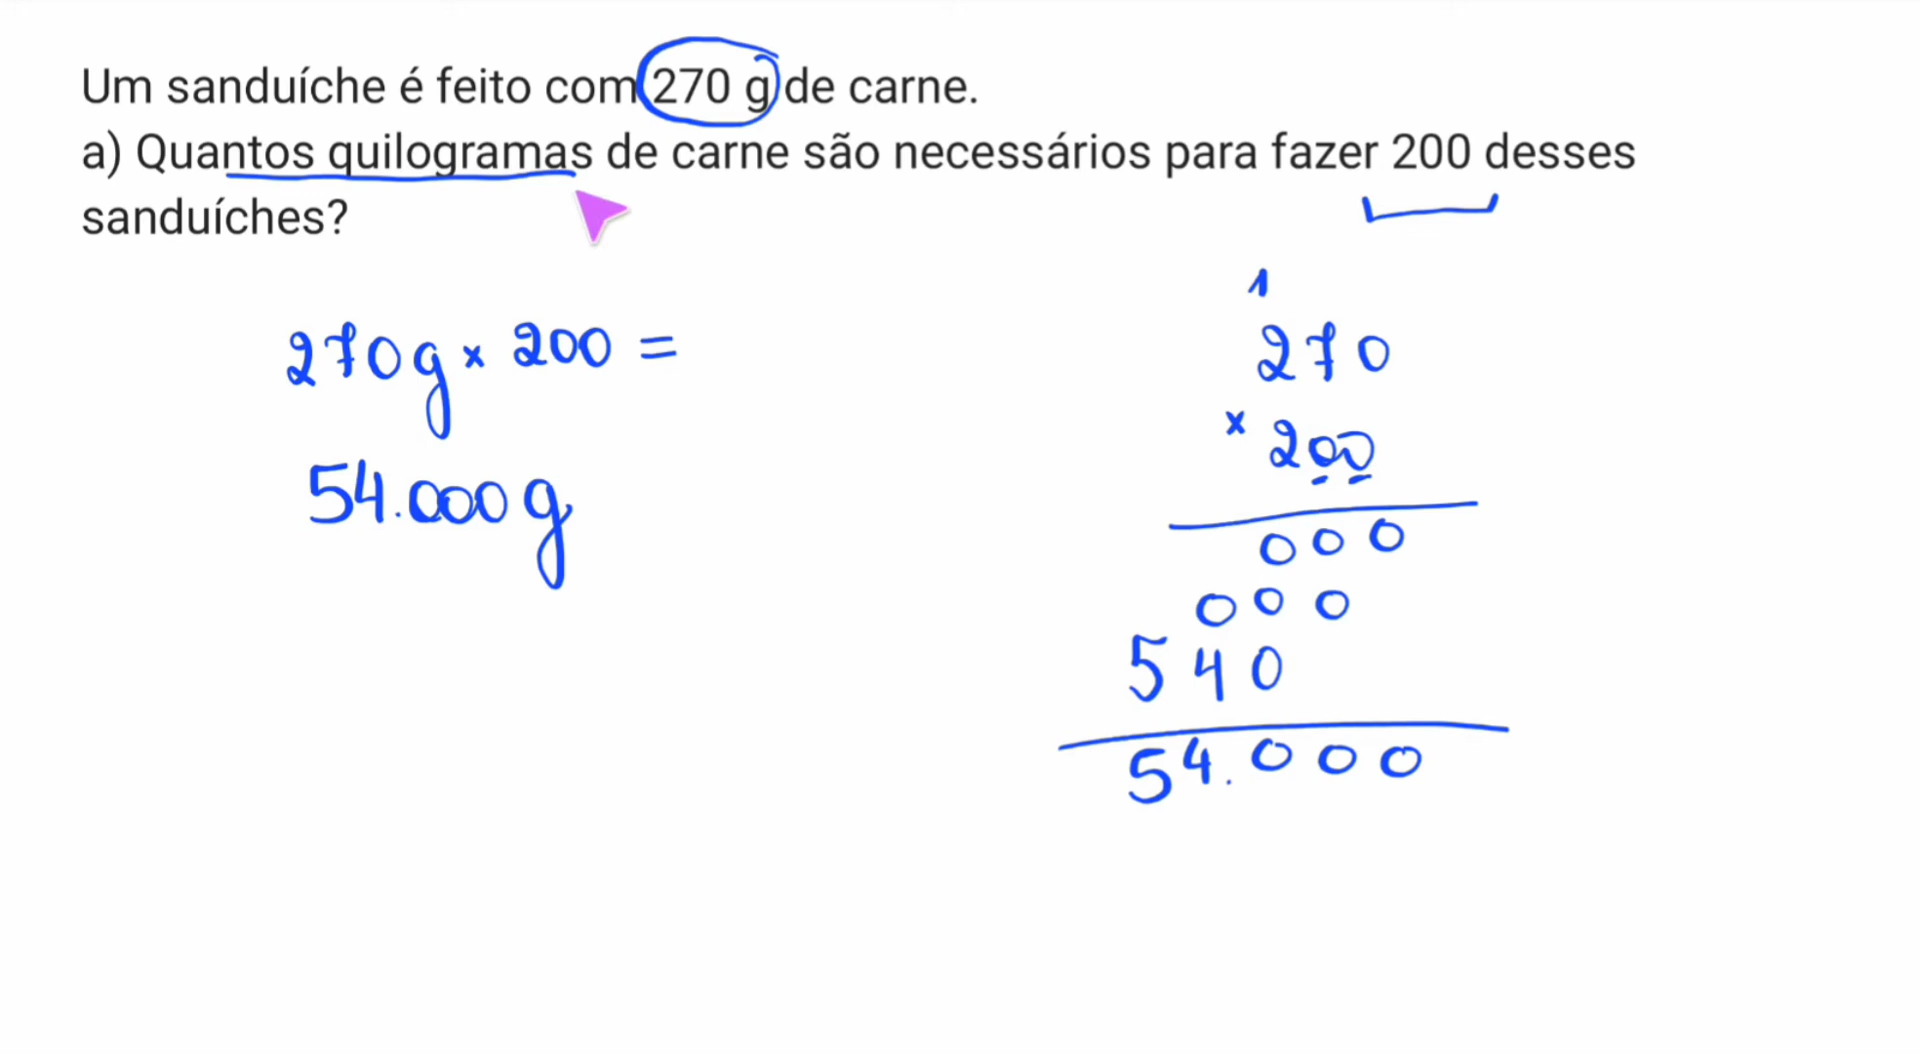 Um sanduíche é feito com 270 g de carne.
a) Quantos quilogramas de carne são necessários para fazer 200 desses
sanduíches?
270g × 200 =
54.000 g
1
270
× 200
000
000
540
54.000